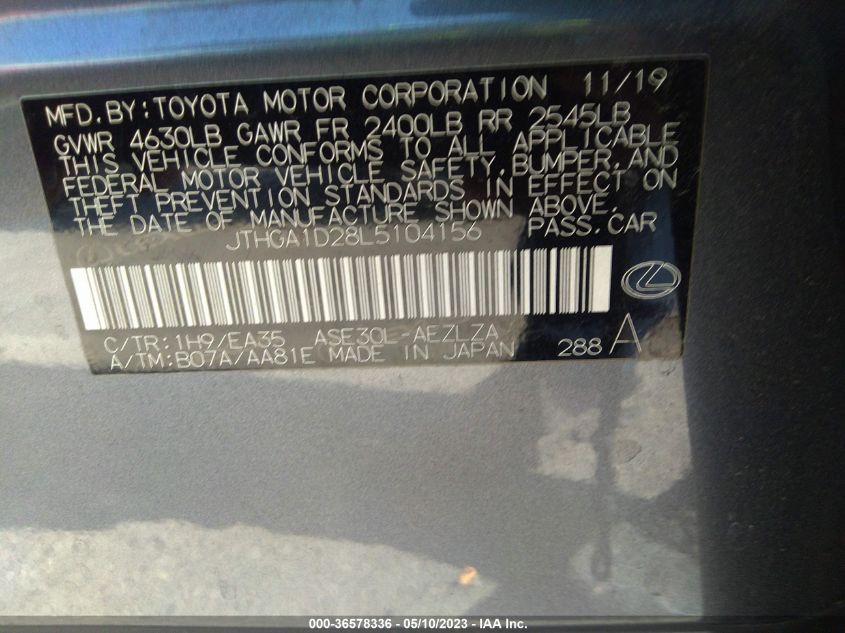 MFD. BY: TOYOTA MOTOR CORPORATION 11/19
GVWR 4630LB GAWR FR 2400LB RR 2545LB
THIS VEHICLE CONFORMS TO ALL APPLICABLE
FEDERAL MOTOR VEHICLE SAFETY, BUMPER, AND
THEFT PREVENTION STANDARDS IN EFFECT ON
THE DATE OF MANUFACTURE SHOWN ABOVE.
JTHGA1D28L5104156 PASS. CAR
C/TR: 1H9/EA35 ASE30L-AEZLZA
A/TM: B07A/AA81E MADE IN JAPAN 288 A
000-36578336 - 05/10/2023 - IAA Inc.